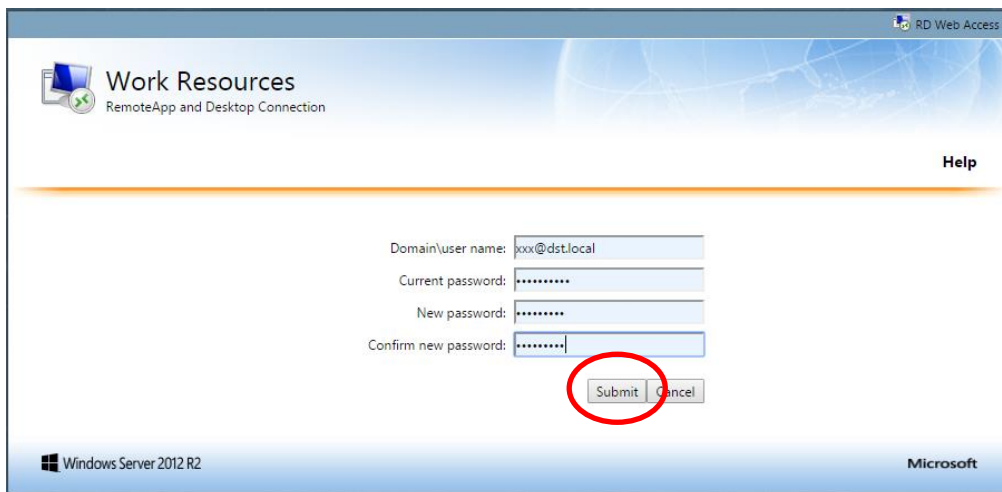 RD Web Access
Work Resources
RemoteApp and Desktop Connection
Help
Domain\user name: xxx@dst.local
Current password: ••••••••••
New password: •••••••••
Confirm new password: •••••••••
Submit Cancel
Windows Server 2012 R2
Microsoft